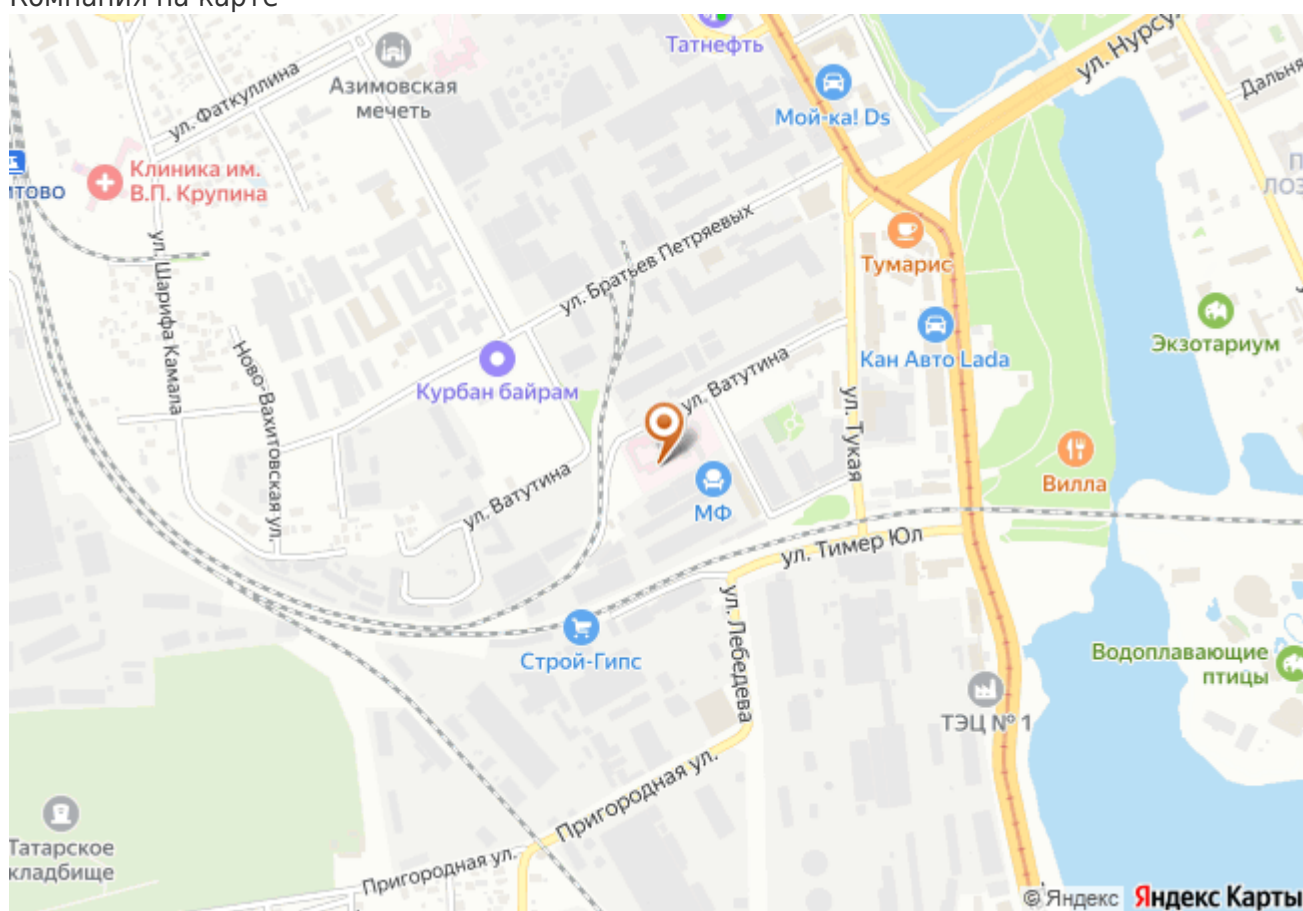 Компания на карте
Татнефть
ул. Нурсул
Дальня
Азимовская
мечеть
ул. Фаткуллина
Мой-ка! Ds
Клиника им.
В.П. Крупина
итово
П
ЛОЗ
ул. Братьев Петряевых
Тумарис
ул. Шарифа Камала
Ново-Вахитовская ул.
Экзотариум
Кан Авто Lada
Курбан байрам
ул. Ватутина
ул. Тукая
Вилла
ул. Ватутина
МФ
ул. Тимер Юл
ул. Лебедева
Строй-Гипс
Водоплавающие
птицы
ТЭЦ № 1
Пригородная ул.
Татарское
кладбище
Пригородная ул.
© Яндекс Яндекс Карты